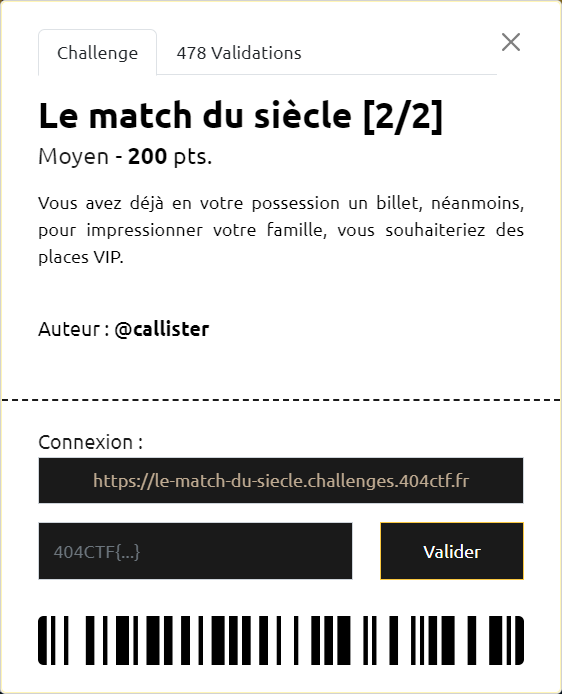 Challenge
478 Validations
Le match du siècle [2/2]
Moyen - 200 pts.
Vous avez déjà en votre possession un billet, néanmoins,
pour impressionner votre famille, vous souhaiteriez des
places VIP.
Auteur : @callister
Connexion :
https://le-match-du-siecle.challenges.404ctf.fr
404CTF{...}
Valider